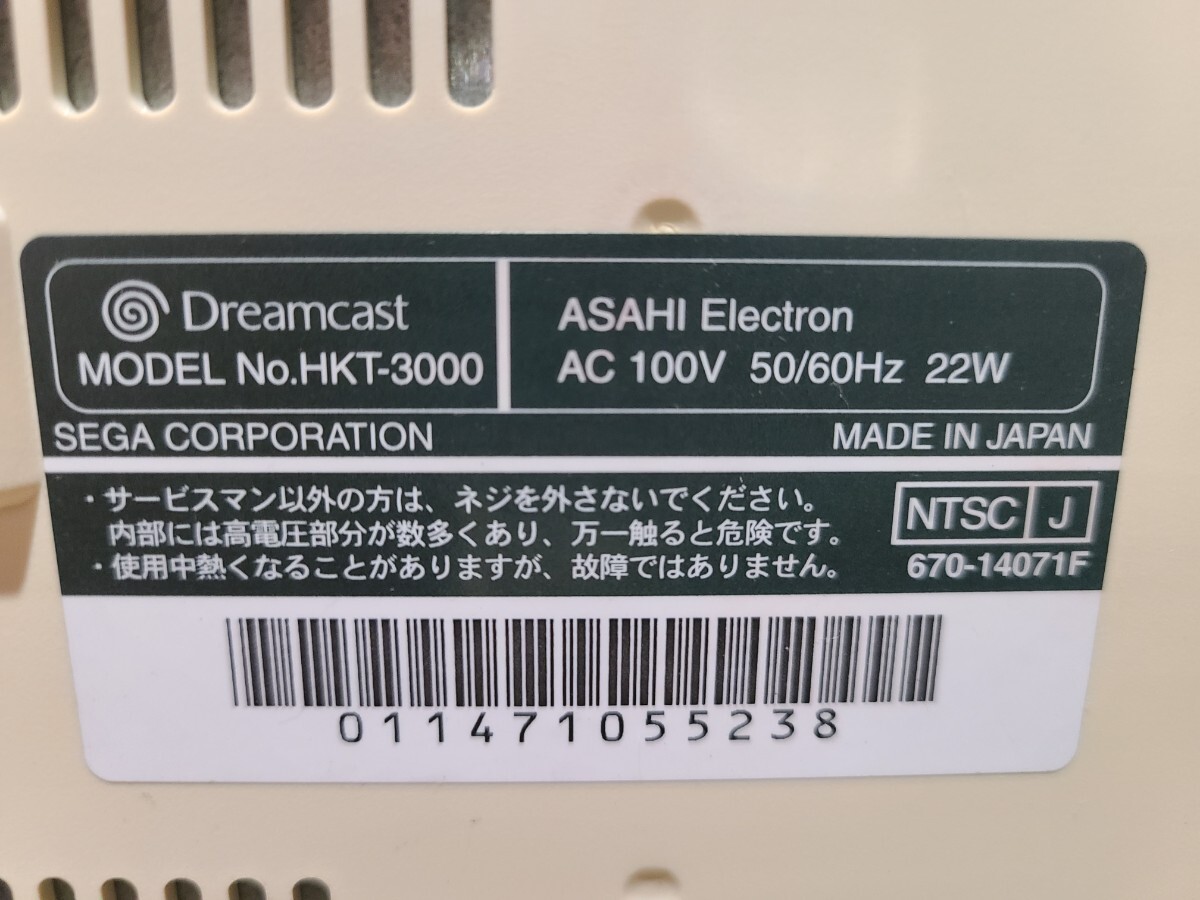 Dreamcast
MODEL No.HKT-3000
ASAHI Electron
AC 100V 50/60Hz 22W
SEGA CORPORATION
MADE IN JAPAN
・サービスマン以外の方は、ネジを外さないでください。
内部には高電圧部分が数多くあり、万一触ると危険です。
・使用中熱くなることがありますが、故障ではありません。
NTSC J
670-14071F
011471055238